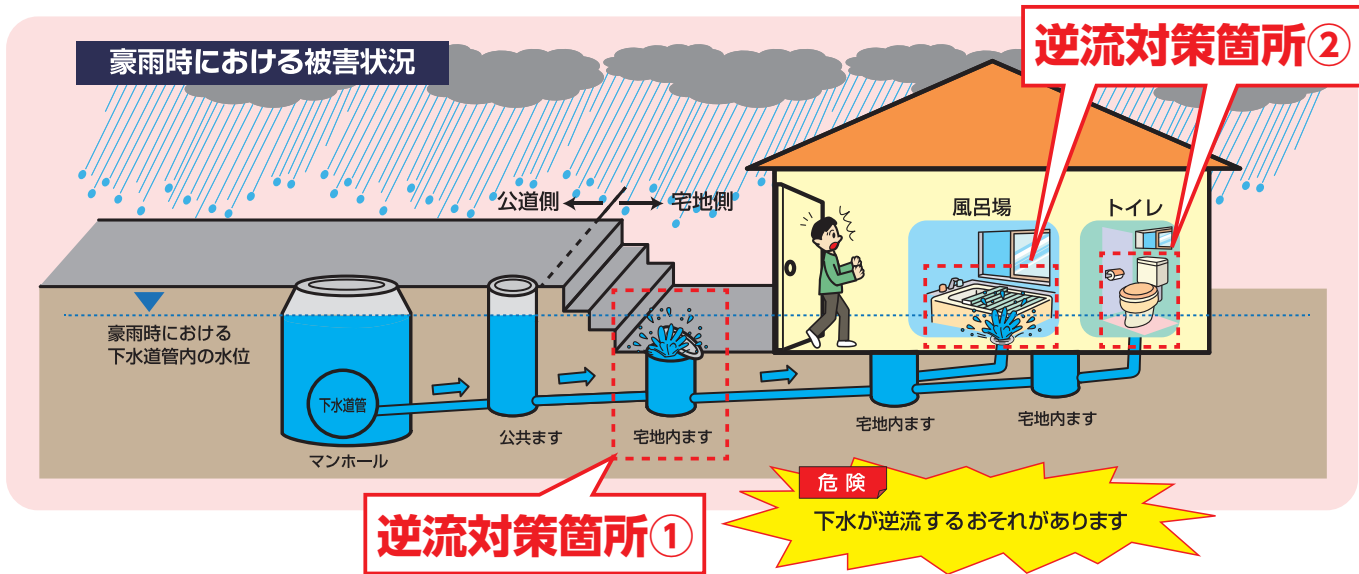 豪雨時における被害状況
逆流対策箇所②
公道側
宅地側
風呂場
トイレ
豪雨時における
下水道管内の水位
下水道管
マンホール
公共ます
宅地内ます
宅地内ます
宅地内ます
逆流対策箇所①
危険
下水が逆流するおそれがあります